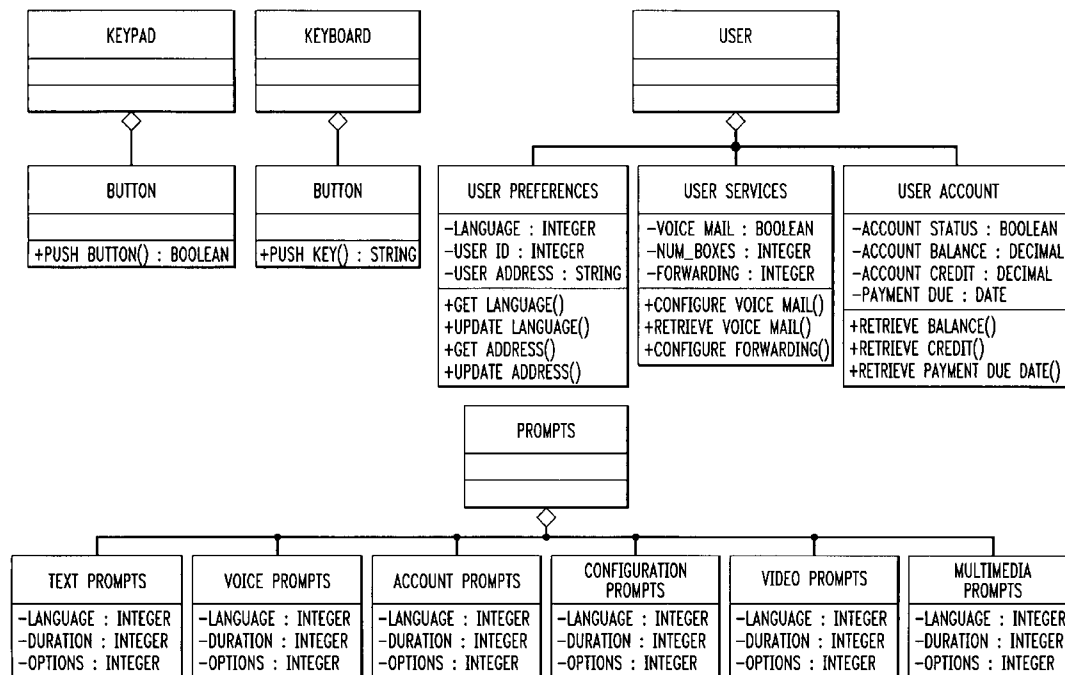 KEYPAD
KEYBOARD
USER
BUTTON
+PUSH BUTTON() : BOOLEAN
BUTTON
+PUSH KEY() : STRING
USER PREFERENCES
-LANGUAGE : INTEGER
-USER ID : INTEGER
-USER ADDRESS : STRING
+GET LANGUAGE()
+UPDATE LANGUAGE()
+GET ADDRESS()
+UPDATE ADDRESS()
USER SERVICES
-VOICE MAIL : BOOLEAN
-NUM_BOXES : INTEGER
-FORWARDING : INTEGER
+CONFIGURE VOICE MAIL()
+RETRIEVE VOICE MAIL()
+CONFIGURE FORWARDING()
USER ACCOUNT
-ACCOUNT STATUS : BOOLEAN
-ACCOUNT BALANCE : DECIMAL
-ACCOUNT CREDIT : DECIMAL
-PAYMENT DUE : DATE
+RETRIEVE BALANCE()
+RETRIEVE CREDIT()
+RETRIEVE PAYMENT DUE DATE()
PROMPTS
TEXT PROMPTS
-LANGUAGE : INTEGER
-DURATION : INTEGER
-OPTIONS : INTEGER
VOICE PROMPTS
-LANGUAGE : INTEGER
-DURATION : INTEGER
-OPTIONS : INTEGER
ACCOUNT PROMPTS
-LANGUAGE : INTEGER
-DURATION : INTEGER
-OPTIONS : INTEGER
CONFIGURATION
PROMPTS
-LANGUAGE : INTEGER
-DURATION : INTEGER
-OPTIONS : INTEGER
VIDEO PROMPTS
-LANGUAGE : INTEGER
-DURATION : INTEGER
-OPTIONS : INTEGER
MULTIMEDIA
PROMPTS
-LANGUAGE : INTEGER
-DURATION : INTEGER
-OPTIONS : INTEGER